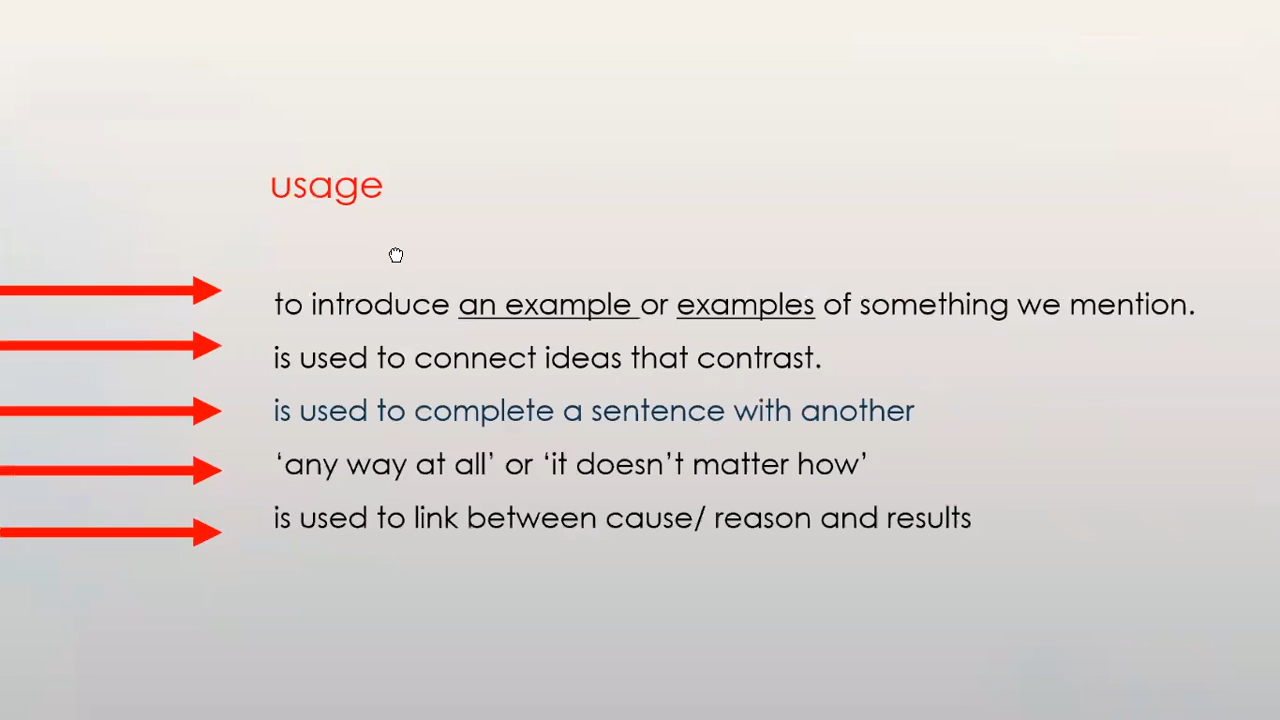 usage
to introduce an example or examples of something we mention.
is used to connect ideas that contrast.
is used to complete a sentence with another
‘any way at all’ or ‘it doesn’t matter how’
is used to link between cause/ reason and results